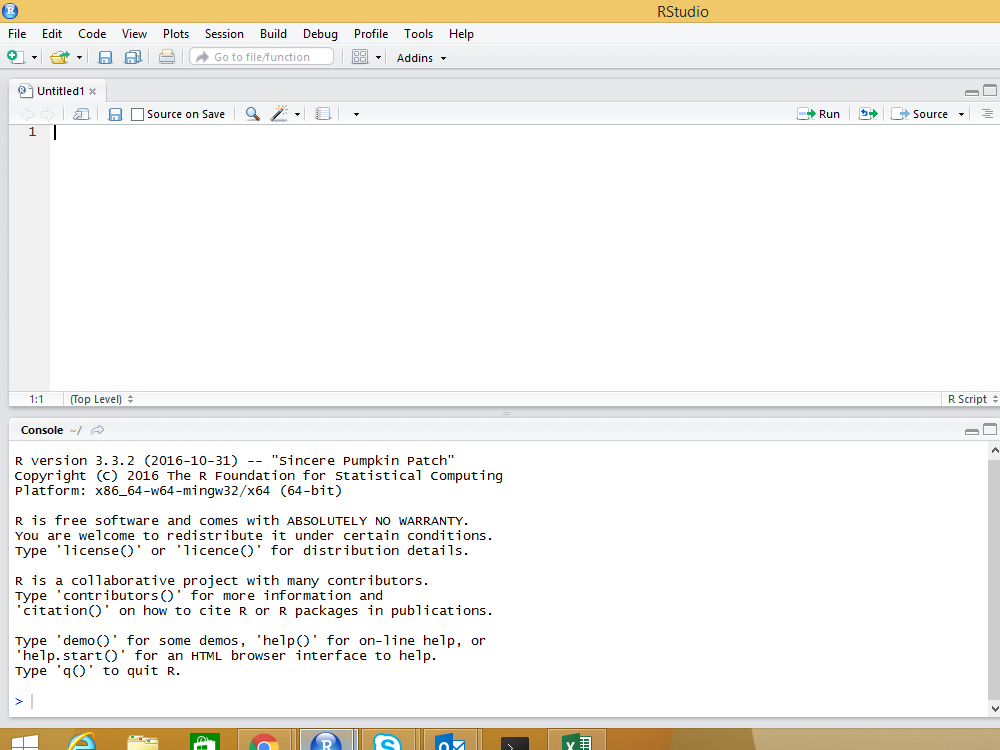 RStudio
File Edit Code View Plots Session Build Debug Profile Tools Help
Go to file/function Addins
Untitled1
Source on Save Run Source
1
1:1 (Top Level) R Script
Console ~/
R version 3.3.2 (2016-10-31) -- "Sincere Pumpkin Patch"
Copyright (C) 2016 The R Foundation for Statistical Computing
Platform: x86_64-w64-mingw32/x64 (64-bit)
R is free software and comes with ABSOLUTELY NO WARRANTY.
You are welcome to redistribute it under certain conditions.
Type 'license()' or 'licence()' for distribution details.
R is a collaborative project with many contributors.
Type 'contributors()' for more information and
'citation()' on how to cite R or R packages in publications.
Type 'demo()' for some demos, 'help()' for on-line help, or
'help.start()' for an HTML browser interface to help.
Type 'q()' to quit R.
>